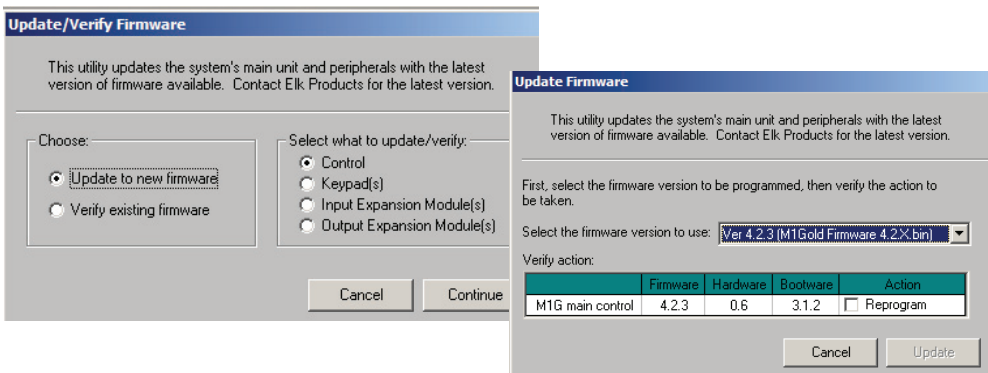 Update/Verify Firmware
This utility updates the system's main unit and peripherals with the latest
version of firmware available.  Contact Elk Products for the latest version.
Choose:
Update to new firmware
Verify existing firmware
Select what to update/verify:
Control
Keypad(s)
Input Expansion Module(s)
Output Expansion Module(s)
Cancel
Continue
Update Firmware
This utility updates the system's main unit and peripherals with the latest
version of firmware available.  Contact Elk Products for the latest version.
First, select the firmware version to be programmed, then verify the action to
be taken.
Select the firmware version to use: Ver 4.2.3 (M1Gold Firmware 4.2.X.bin)
Verify action:
Firmware Hardware Bootware Action
M1G main control 4.2.3 0.6 3.1.2 Reprogram
Cancel Update